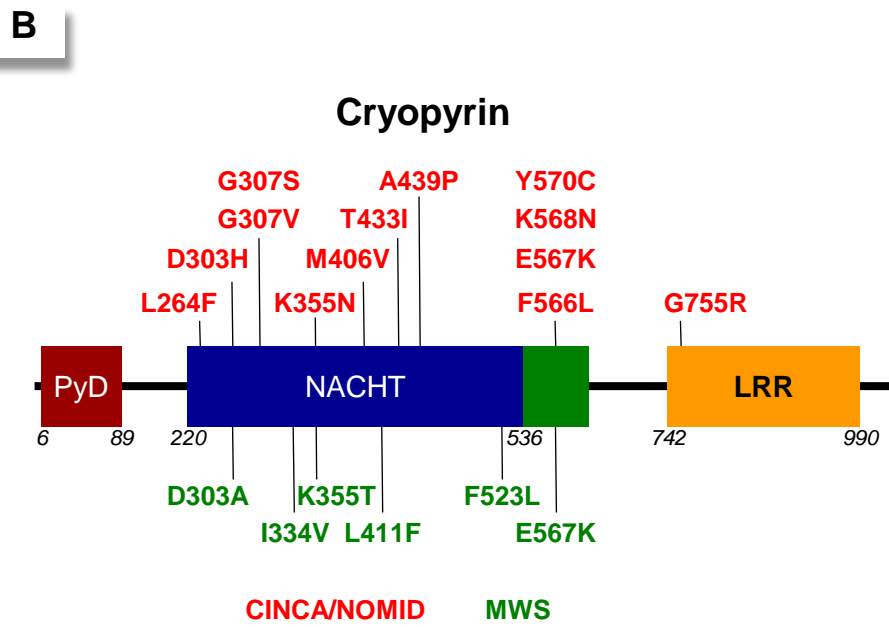 B
Cryopyrin
G307S A439P Y570C
G307V T433I K568N
D303H M406V E567K
L264F K355N F566L G755R
PyD NACHT LRR
6 89 220 536 742 990
D303A K355T F523L
I334V L411F E567K
CINCA/NOMID MWS